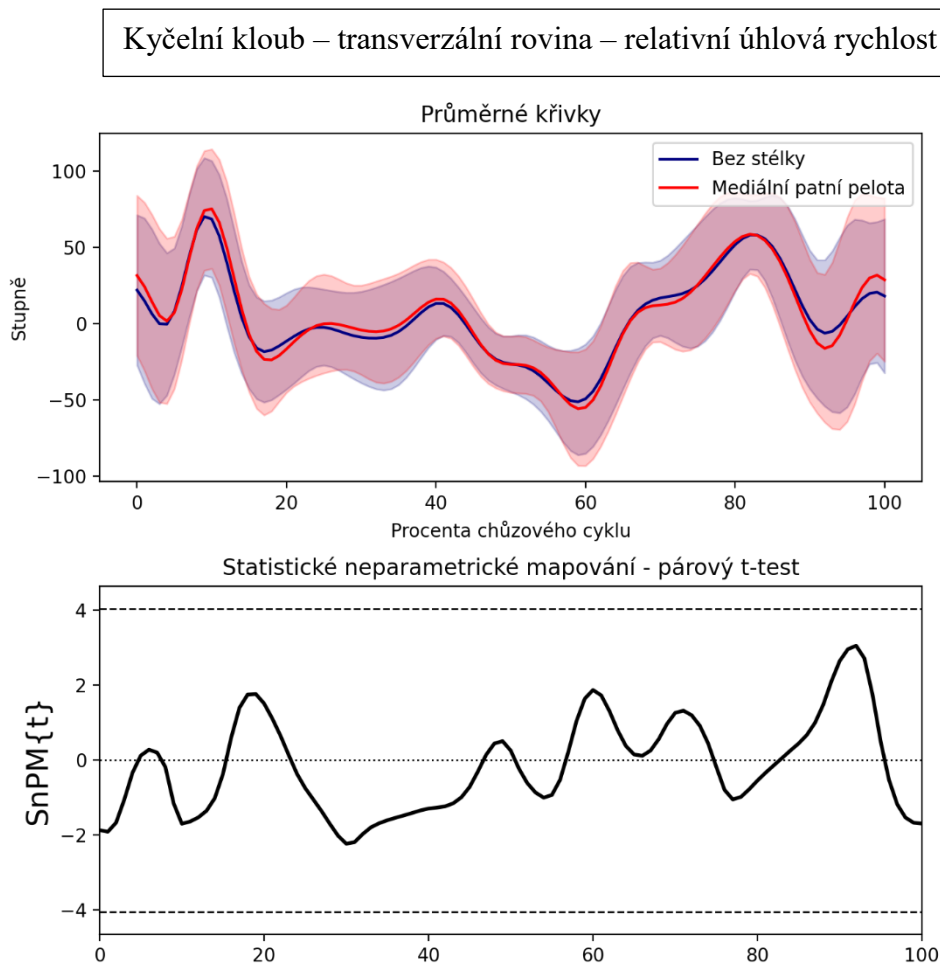 Kyčelní kloub – transverzální rovina – relativní úhlová rychlost
Průměrné křivky
Bez stélky
Mediální patní pelota
Stupně
100
50
0
−50
−100
0
20
40
60
80
100
Procenta chůzového cyklu
Statistické neparametrické mapování - párový t-test
SnPM{t}
4
2
0
−2
−4
0
20
40
60
80
100